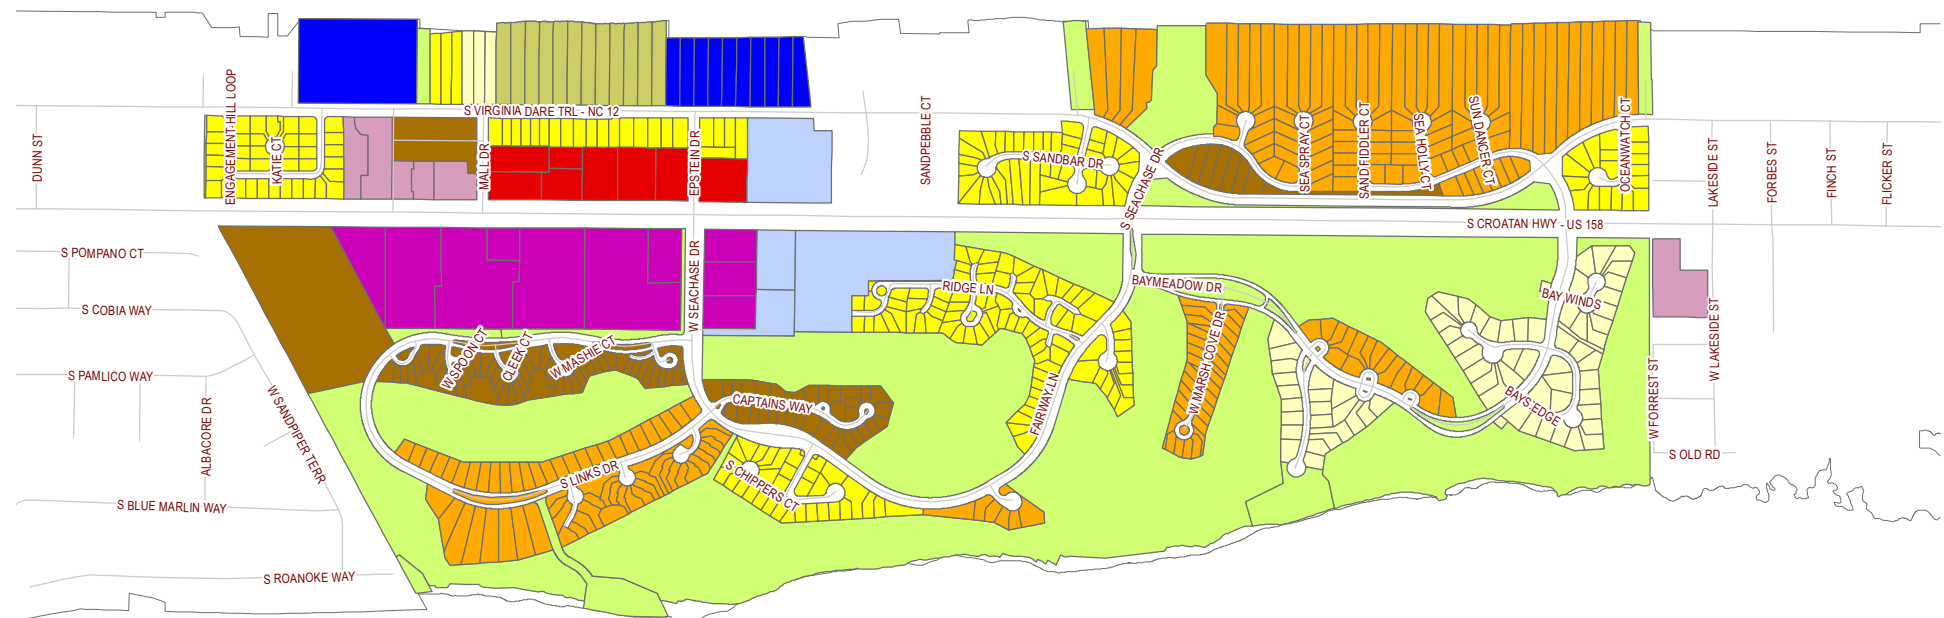 DUNN ST
ENGAGEMENT HILL LOOP
KATIE CT
S VIRGINIA DARE TRL - NC 12
MALL DR
EPSTEIN DR
SANDPEBBLE CT
S SANDBAR DR
S SEACHASE DR
SEA SPRAY CT
SAND FIDDLER CT
SEA HOLLY CT
SUN DANCER CT
OCEANWATCH CT
LAKESIDE ST
FORBES ST
FINCH ST
FLICKER ST
S CROATAN HWY - US 158
S POMPANO CT
S COBIA WAY
S PAMLICO WAY
ALBACORE DR
W SANDPIPER TERR
S BLUE MARLIN WAY
S ROANOKE WAY
W SEACHASE DR
W SPOON CT
CLEEK CT
W MASHIE CT
CAPTAINS WAY
S LINKS DR
S CHIPPERS CT
RIDGE LN
FAIRWAY LN
BAYMEADOW DR
W MARSH COVE DR
BAY WINDS
BAYS EDGE
W FORREST ST
W LAKESIDE ST
S OLD RD